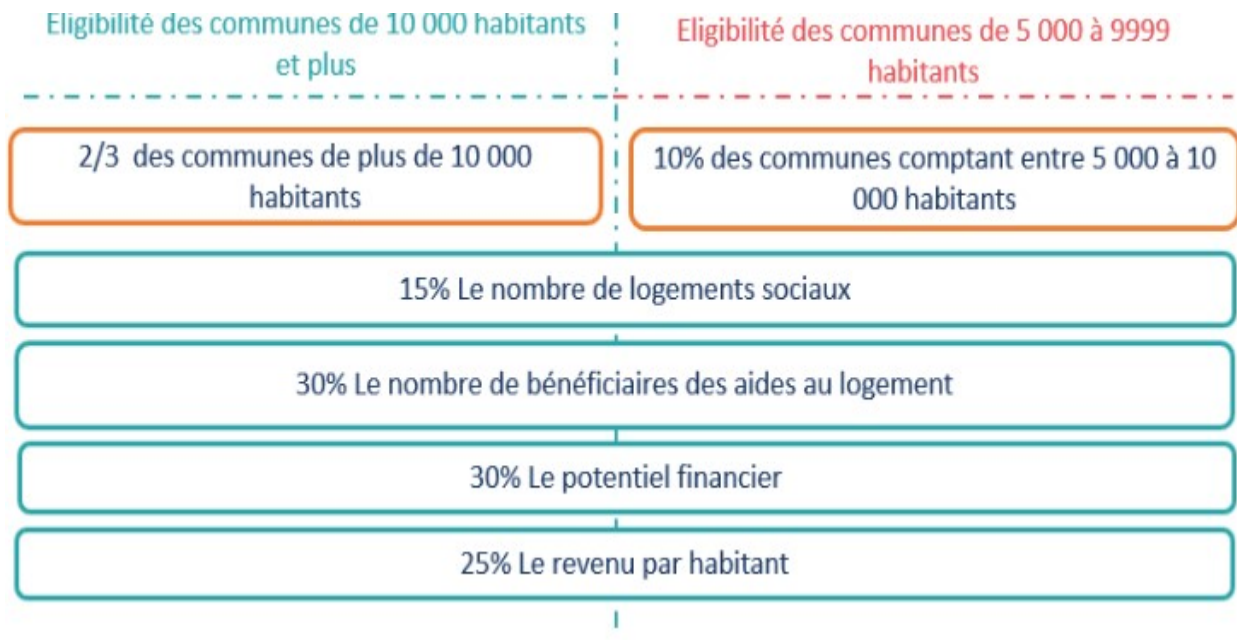 Eligibilité des communes de 10 000 habitants
et plus
Eligibilité des communes de 5 000 à 9999
habitants
2/3 des communes de plus de 10 000
habitants
10% des communes comptant entre 5 000 à 10
000 habitants
15% Le nombre de logements sociaux
30% Le nombre de bénéficiaires des aides au logement
30% Le potentiel financier
25% Le revenu par habitant